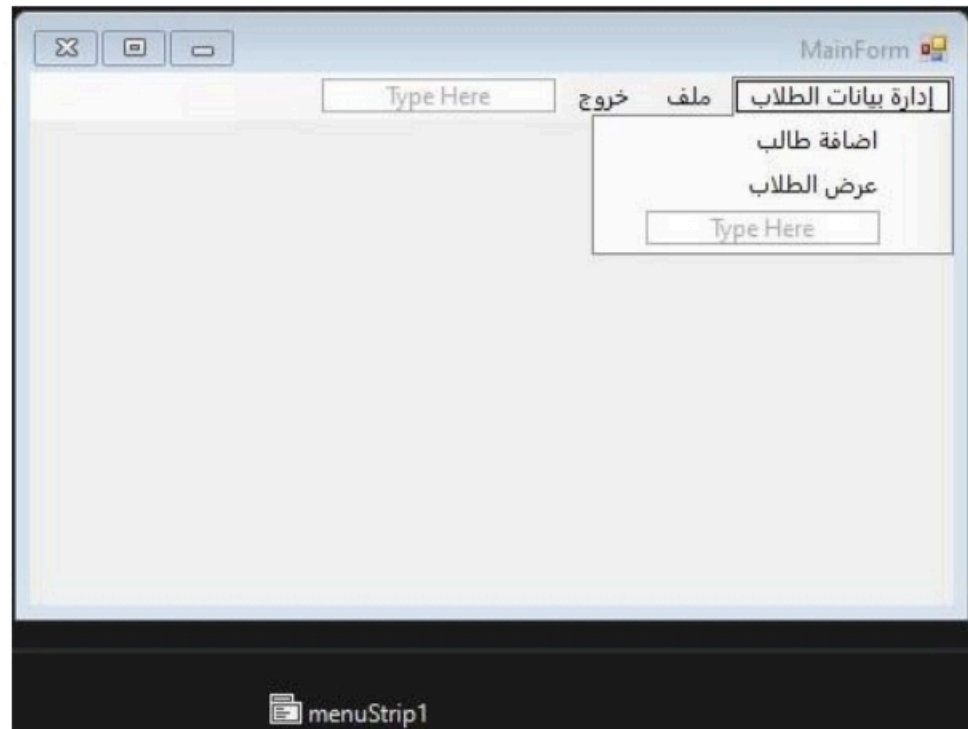 MainForm
إدارة بيانات الطلاب ملف خروج Type Here
اضافة طالب
عرض الطلاب
Type Here
menuStrip1